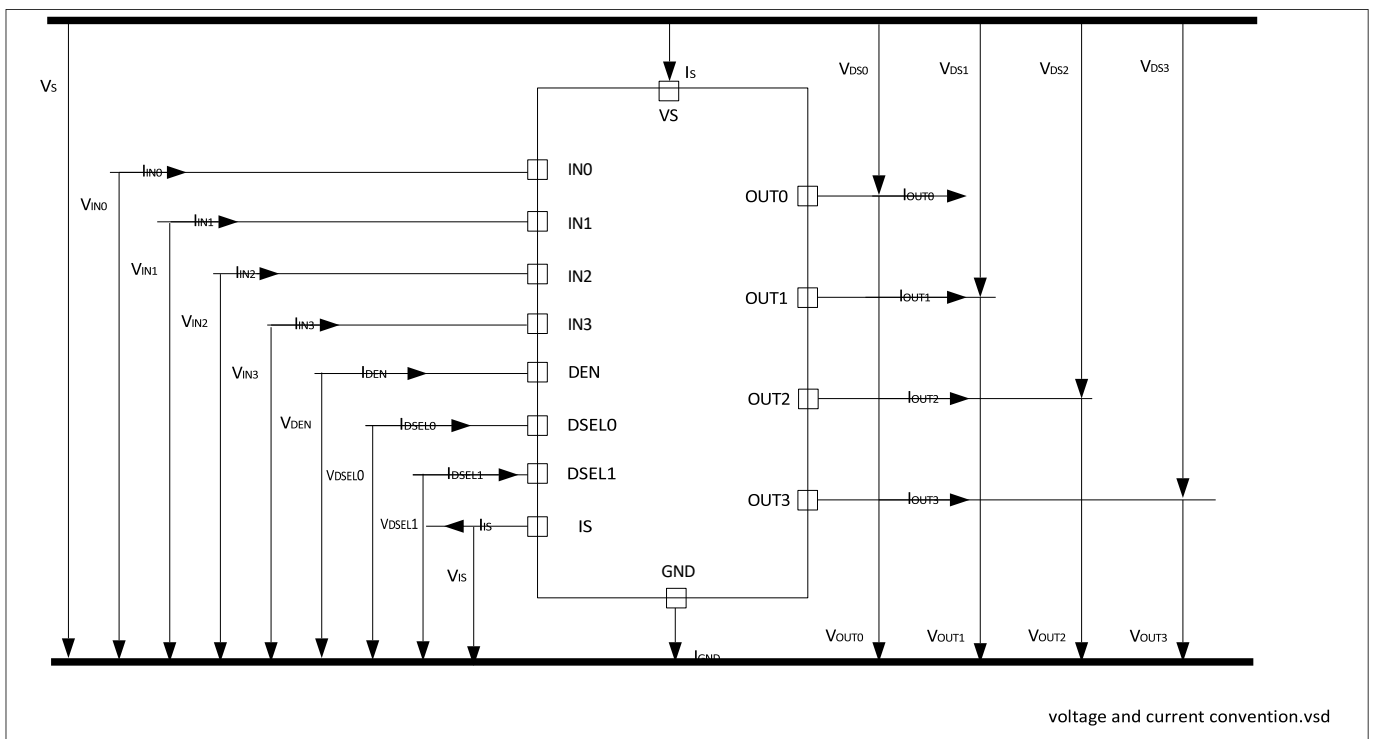 VS
IS
VDS0
VDS1
VDS2
VDS3
VS
IIN0
IN0
VIN0
OUT0
IOUT0
IIN1
IN1
VIN1
IIN2
IN2
OUT1
IOUT1
VIN2
IIN3
IN3
VIN3
IDEN
DEN
OUT2
IOUT2
VDEN
IDSEL0
DSEL0
VDSEL0
IDSEL1
DSEL1
OUT3
IOUT3
VDSEL1
IIS
IS
VIS
GND
VOUT0
VOUT1
VOUT2
VOUT3
IGND
voltage and current convention.vsd